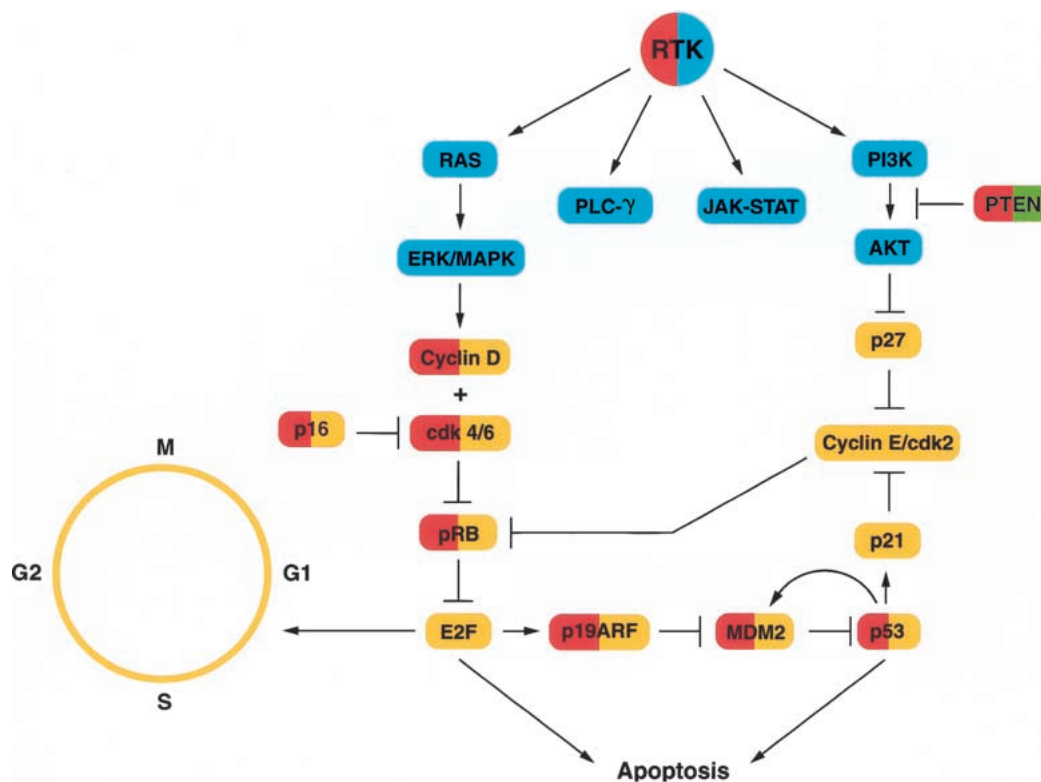 RTK
RAS
PI3K
PLC-γ
JAK-STAT
PTEN
ERK/MAPK
AKT
Cyclin D
p27
+
p16
cdk 4/6
Cyclin E/cdk2
M
pRB
p21
G2
G1
E2F
p19ARF
MDM2
p53
S
Apoptosis